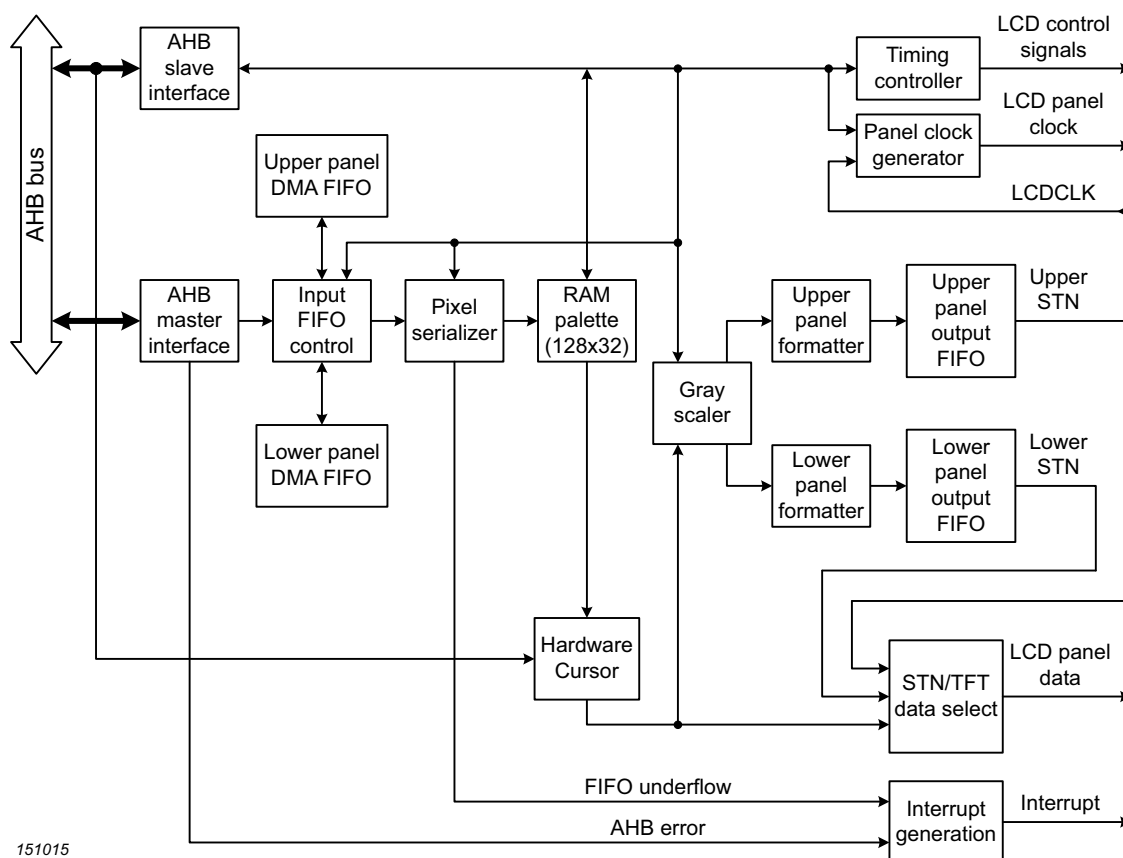 AHB bus
AHB
slave
interface
Timing
controller
LCD control
signals
Panel clock
generator
LCD panel
clock
LCDCLK
Upper panel
DMA FIFO
AHB
master
interface
Input
FIFO
control
Pixel
serializer
RAM
palette
(128x32)
Upper
panel
formatter
Upper
panel
output
FIFO
Upper
STN
Gray
scaler
Lower panel
DMA FIFO
Lower
panel
formatter
Lower
panel
output
FIFO
Lower
STN
Hardware
Cursor
STN/TFT
data select
LCD panel
data
FIFO underflow
AHB error
Interrupt
generation
Interrupt
151015